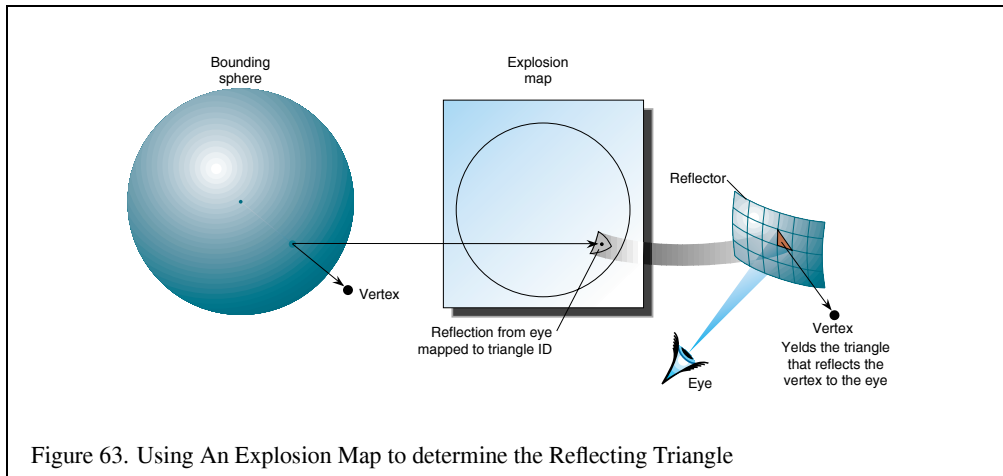 Bounding
sphere
Explosion
map
Reflector
Vertex
Reflection from eye
mapped to triangle ID
Eye
Vertex
Yelds the triangle
that reflects the
vertex to the eye
Figure 63. Using An Explosion Map to determine the Reflecting Triangle